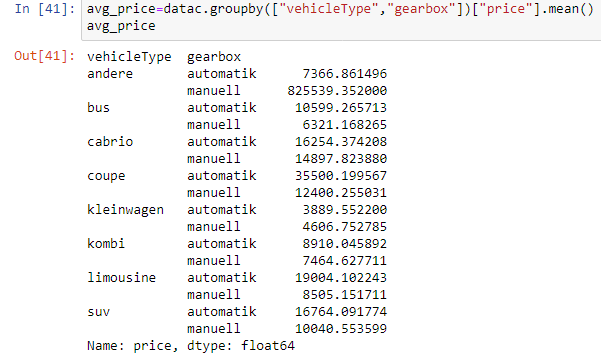 In [41]: avg_price=datac.groupby(["vehicleType","gearbox"])["price"].mean()
avg_price
Out[41]: vehicleType gearbox
andere automatik 7366.861496
manuell 825539.352000
bus automatik 10599.265713
manuell 6321.168265
cabrio automatik 16254.374208
manuell 14897.823880
coupe automatik 35500.199567
manuell 12400.255031
kleinwagen automatik 3889.552200
manuell 4606.752785
kombi automatik 8910.045892
manuell 7464.627711
limousine automatik 19004.102243
manuell 8505.151711
suv automatik 16764.091774
manuell 10040.553599
Name: price, dtype: float64